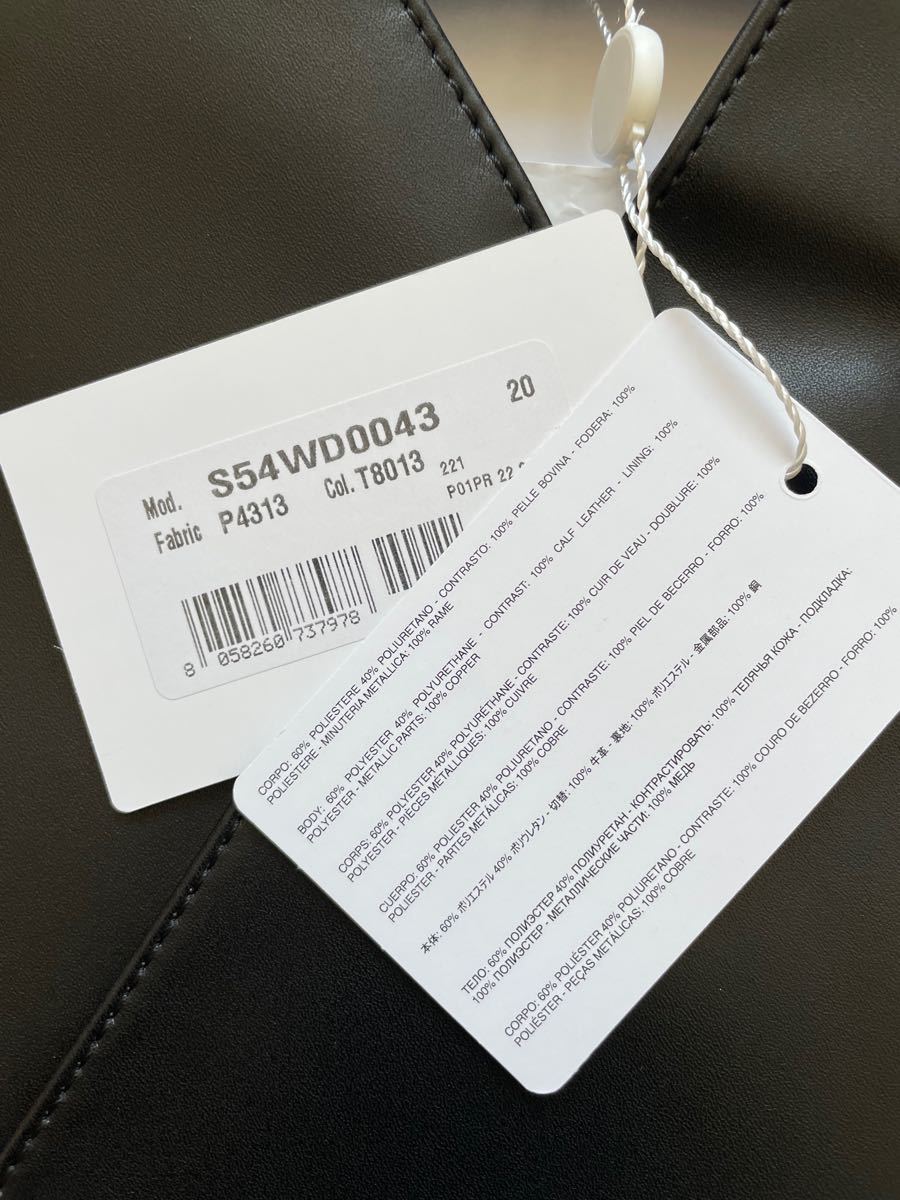 Mod. S54WD0043 20
Fabric P4313 Col. T8013 221
P01PR 22
8 058260 737978
CORPO: 60% POLIESTERE 40% POLIURETANO - CONTRASTO: 100% PELLE BOVINA - FODERA: 100%
POLIESTERE - MINUTERIA METALLICA: 100% RAME
BODY: 60% POLYESTER 40% POLYURETHANE - CONTRAST: 100% CALF LEATHER - LINING: 100%
POLYESTER - METALLIC PARTS: 100% COPPER
CORPS: 60% POLYESTER 40% POLYURÉTHANE - CONTRASTE: 100% CUIR DE VEAU - DOUBLURE: 100%
POLYESTER - PIÈCES MÉTALLIQUES: 100% CUIVRE
CUERPO: 60% POLIESTER 40% POLIURETANO - CONTRASTE: 100% PIEL DE BECERRO - FORRO: 100%
POLIESTER - PARTES METÁLICAS: 100% COBRE
本体: 60% ポリエステル 40% ポリウレタン - 切替: 100% 牛革 - 裏地: 100% ポリエステル - 金属部品: 100% 銅
ТЕЛО: 60% ПОЛИЭСТЕР 40% ПОЛИУРЕТАН - КОНТРАСТИРОВАТЬ: 100% ТЕЛЯЧЬЯ КОЖА - ПОДКЛАДКА:
100% ПОЛИЭСТЕР - МЕТАЛЛИЧЕСКИЕ ЧАСТИ: 100% МЕДЬ
CORPO: 60% POLIÉSTER 40% POLIURETANO - CONTRASTE: 100% COURO DE BEZERRO - FORRO: 100%
POLIÉSTER - PEÇAS METÁLICAS: 100% COBRE